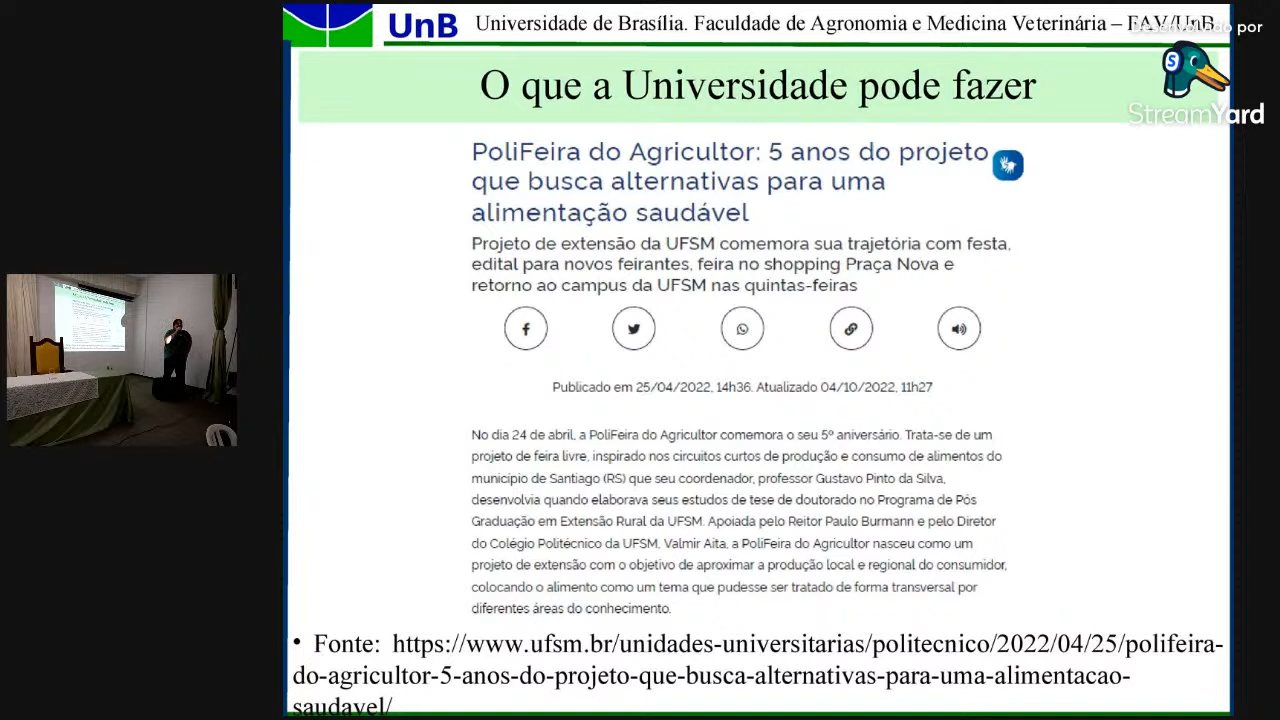 UnB
Universidade de Brasília. Faculdade de Agronomia e Medicina Veterinária – FAV/UnB
Desenvolvido por
S
StreamYard
O que a Universidade pode fazer
PoliFeira do Agricultor: 5 anos do projeto
que busca alternativas para uma
alimentação saudável
Projeto de extensão da UFSM comemora sua trajetória com festa,
edital para novos feirantes, feira no shopping Praça Nova e
retorno ao campus da UFSM nas quintas-feiras
Publicado em 25/04/2022, 14h36. Atualizado 04/10/2022, 11h27
No dia 24 de abril, a PoliFeira do Agricultor comemora o seu 5º aniversário. Trata-se de um
projeto de feira livre, inspirado nos circuitos curtos de produção e consumo de alimentos do
município de Santiago (RS) que seu coordenador, professor Gustavo Pinto da Silva,
desenvolvia quando elaborava seus estudos de tese de doutorado no Programa de Pós
Graduação em Extensão Rural da UFSM. Apoiada pelo Reitor Paulo Burmann e pelo Diretor
do Colégio Politécnico da UFSM, Valmir Aita, a PoliFeira do Agricultor nasceu como um
projeto de extensão com o objetivo de aproximar a produção local e regional do consumidor,
colocando o alimento como um tema que pudesse ser tratado de forma transversal por
diferentes áreas do conhecimento.
• Fonte: https://www.ufsm.br/unidades-universitarias/politecnico/2022/04/25/polifeira-
do-agricultor-5-anos-do-projeto-que-busca-alternativas-para-uma-alimentacao-
saudavel/